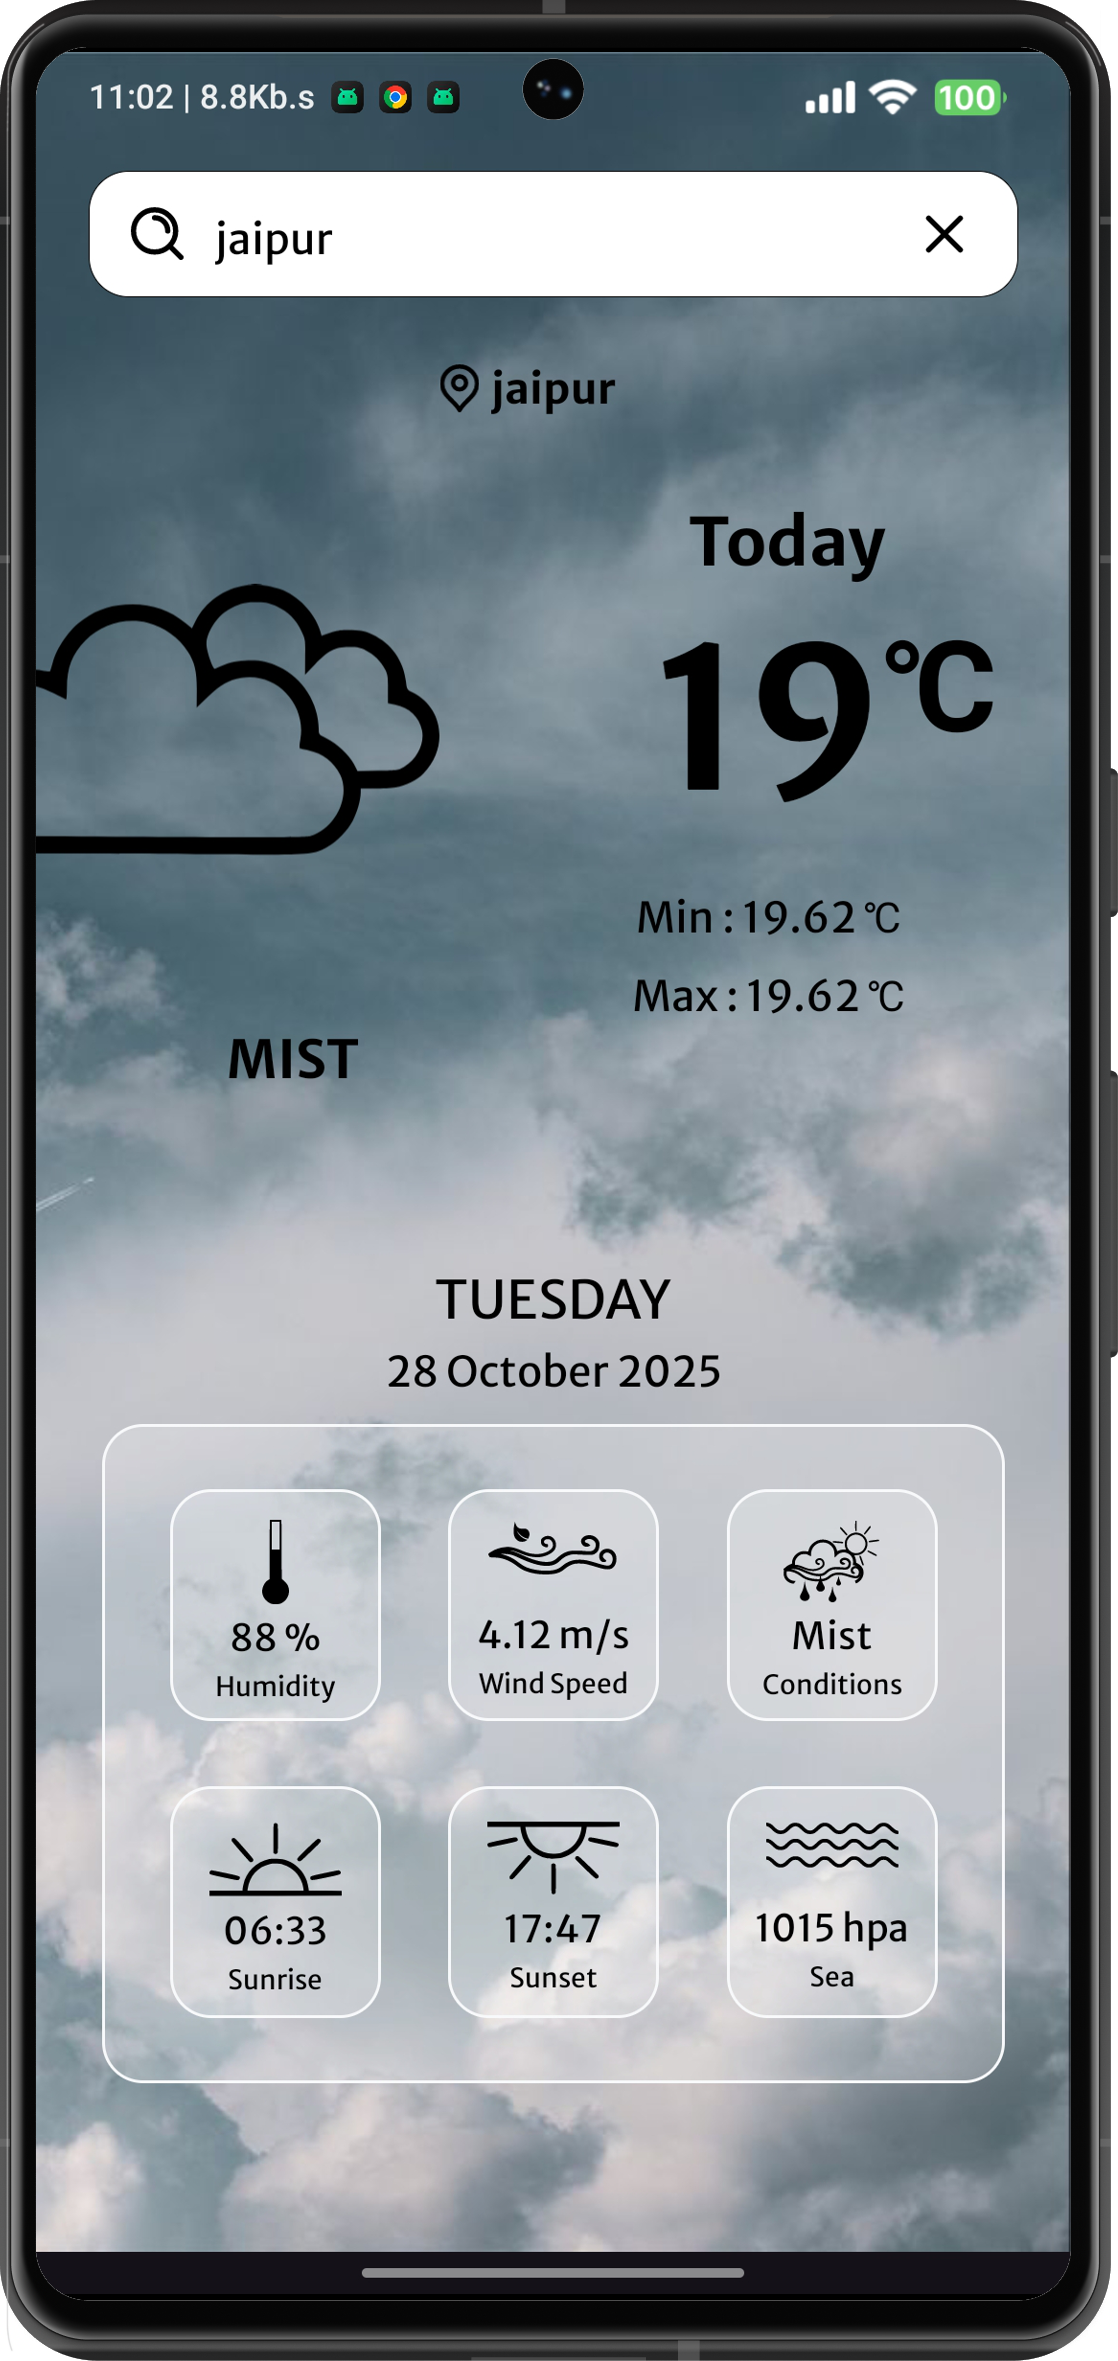 11:02 | 8.8Kb.s 100
jaipur
jaipur
Today
19°C
Min : 19.62 °C
Max : 19.62 °C
MIST
TUESDAY
28 October 2025
88 % 4.12 m/s Mist
Humidity Wind Speed Conditions
06:33 17:47 1015 hpa
Sunrise Sunset Sea